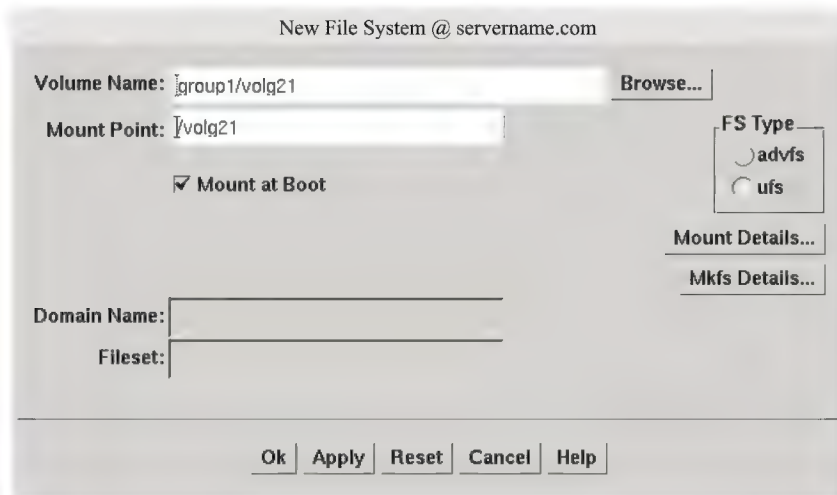 New File System @ servername.com
Volume Name: group1/volg21 Browse...
Mount Point: /volg21
FS Type
advfs
ufs
Mount at Boot
Mount Details...
Mkfs Details...
Domain Name:
Fileset:
Ok Apply Reset Cancel Help